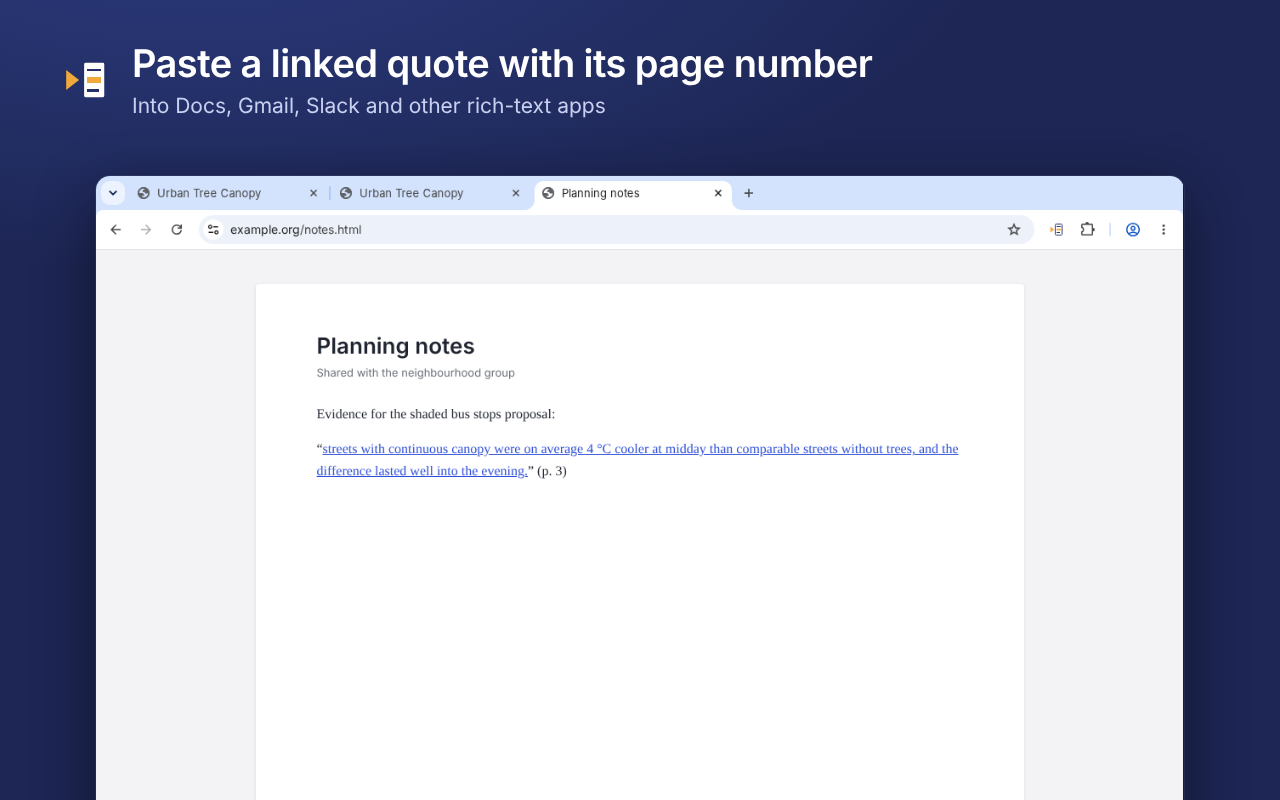 Paste a linked quote with its page number
Into Docs, Gmail, Slack and other rich-text apps
Urban Tree Canopy
Urban Tree Canopy
Planning notes
example.org/notes.html
Planning notes
Shared with the neighbourhood group
Evidence for the shaded bus stops proposal:
“streets with continuous canopy were on average 4 °C cooler at midday than comparable streets without trees, and the
difference lasted well into the evening.” (p. 3)